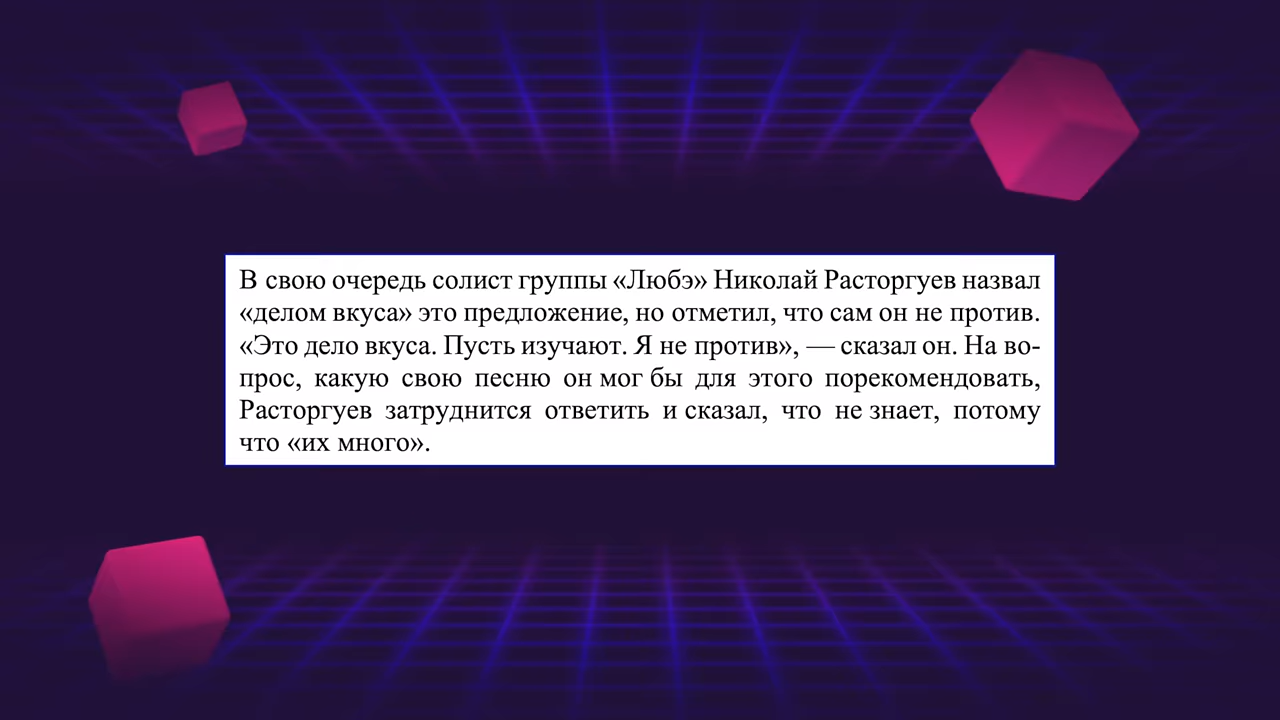 В свою очередь солист группы «Любэ» Николай Расторгуев назвал
«делом вкуса» это предложение, но отметил, что сам он не против.
«Это дело вкуса. Пусть изучают. Я не против», — сказал он. На во-
прос, какую свою песню он мог бы для этого порекомендовать,
Расторгуев затруднится ответить и сказал, что не знает, потому
что «их много».